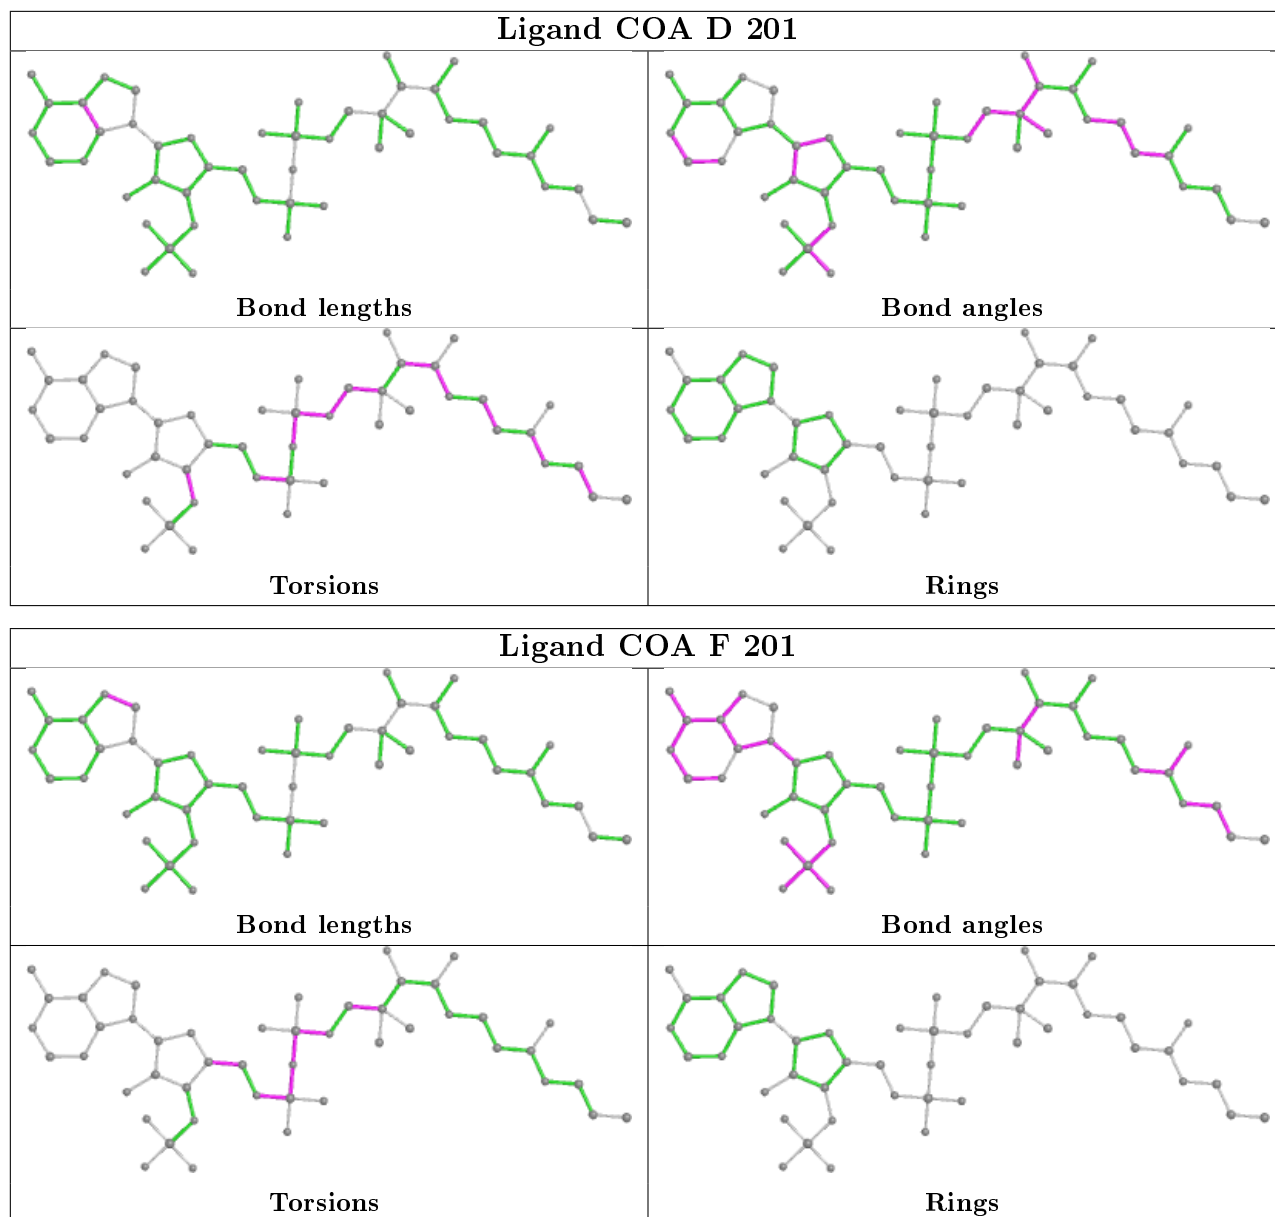 Ligand COA D 201
Bond lengths
Bond angles
Torsions
Rings
Ligand COA F 201
Bond lengths
Bond angles
Torsions
Rings